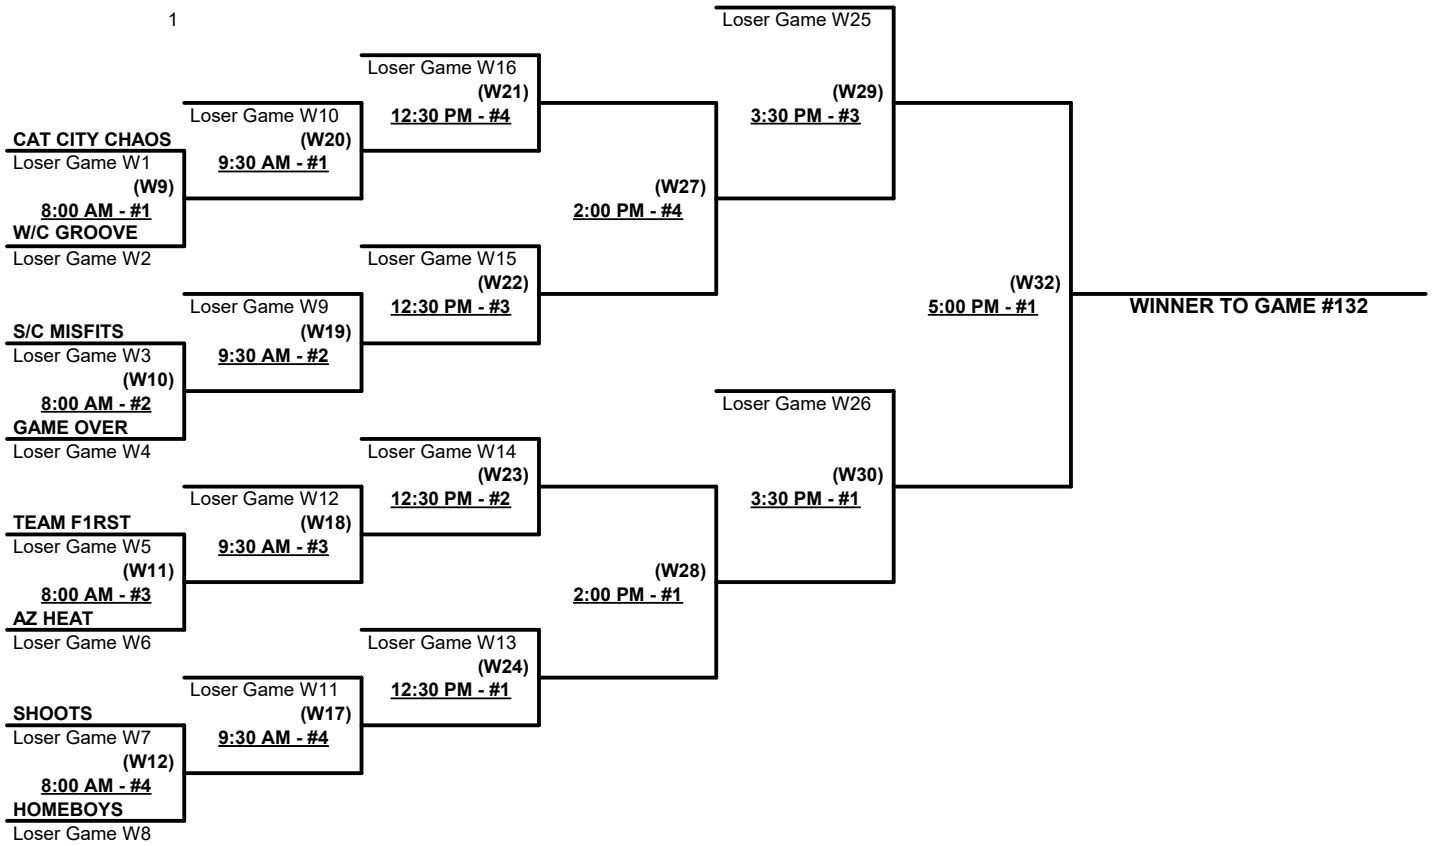 1
Loser Game W25
Loser Game W16
(W21)
12:30 PM - #4
(W29)
3:30 PM - #3
Loser Game W10
(W20)
9:30 AM - #1
CAT CITY CHAOS
Loser Game W1
(W9)
8:00 AM - #1
W/C GROOVE
Loser Game W2
(W27)
2:00 PM - #4
Loser Game W15
(W22)
12:30 PM - #3
Loser Game W9
(W19)
9:30 AM - #2
S/C MISFITS
Loser Game W3
(W10)
8:00 AM - #2
GAME OVER
Loser Game W4
(W32)
5:00 PM - #1
WINNER TO GAME #132
Loser Game W26
(W30)
3:30 PM - #1
Loser Game W14
(W23)
12:30 PM - #2
Loser Game W12
(W18)
9:30 AM - #3
TEAM F1RST
Loser Game W5
(W11)
8:00 AM - #3
AZ HEAT
Loser Game W6
(W28)
2:00 PM - #1
Loser Game W13
(W24)
12:30 PM - #1
Loser Game W11
(W17)
9:30 AM - #4
SHOOTS
Loser Game W7
(W12)
8:00 AM - #4
HOMEBOYS
Loser Game W8